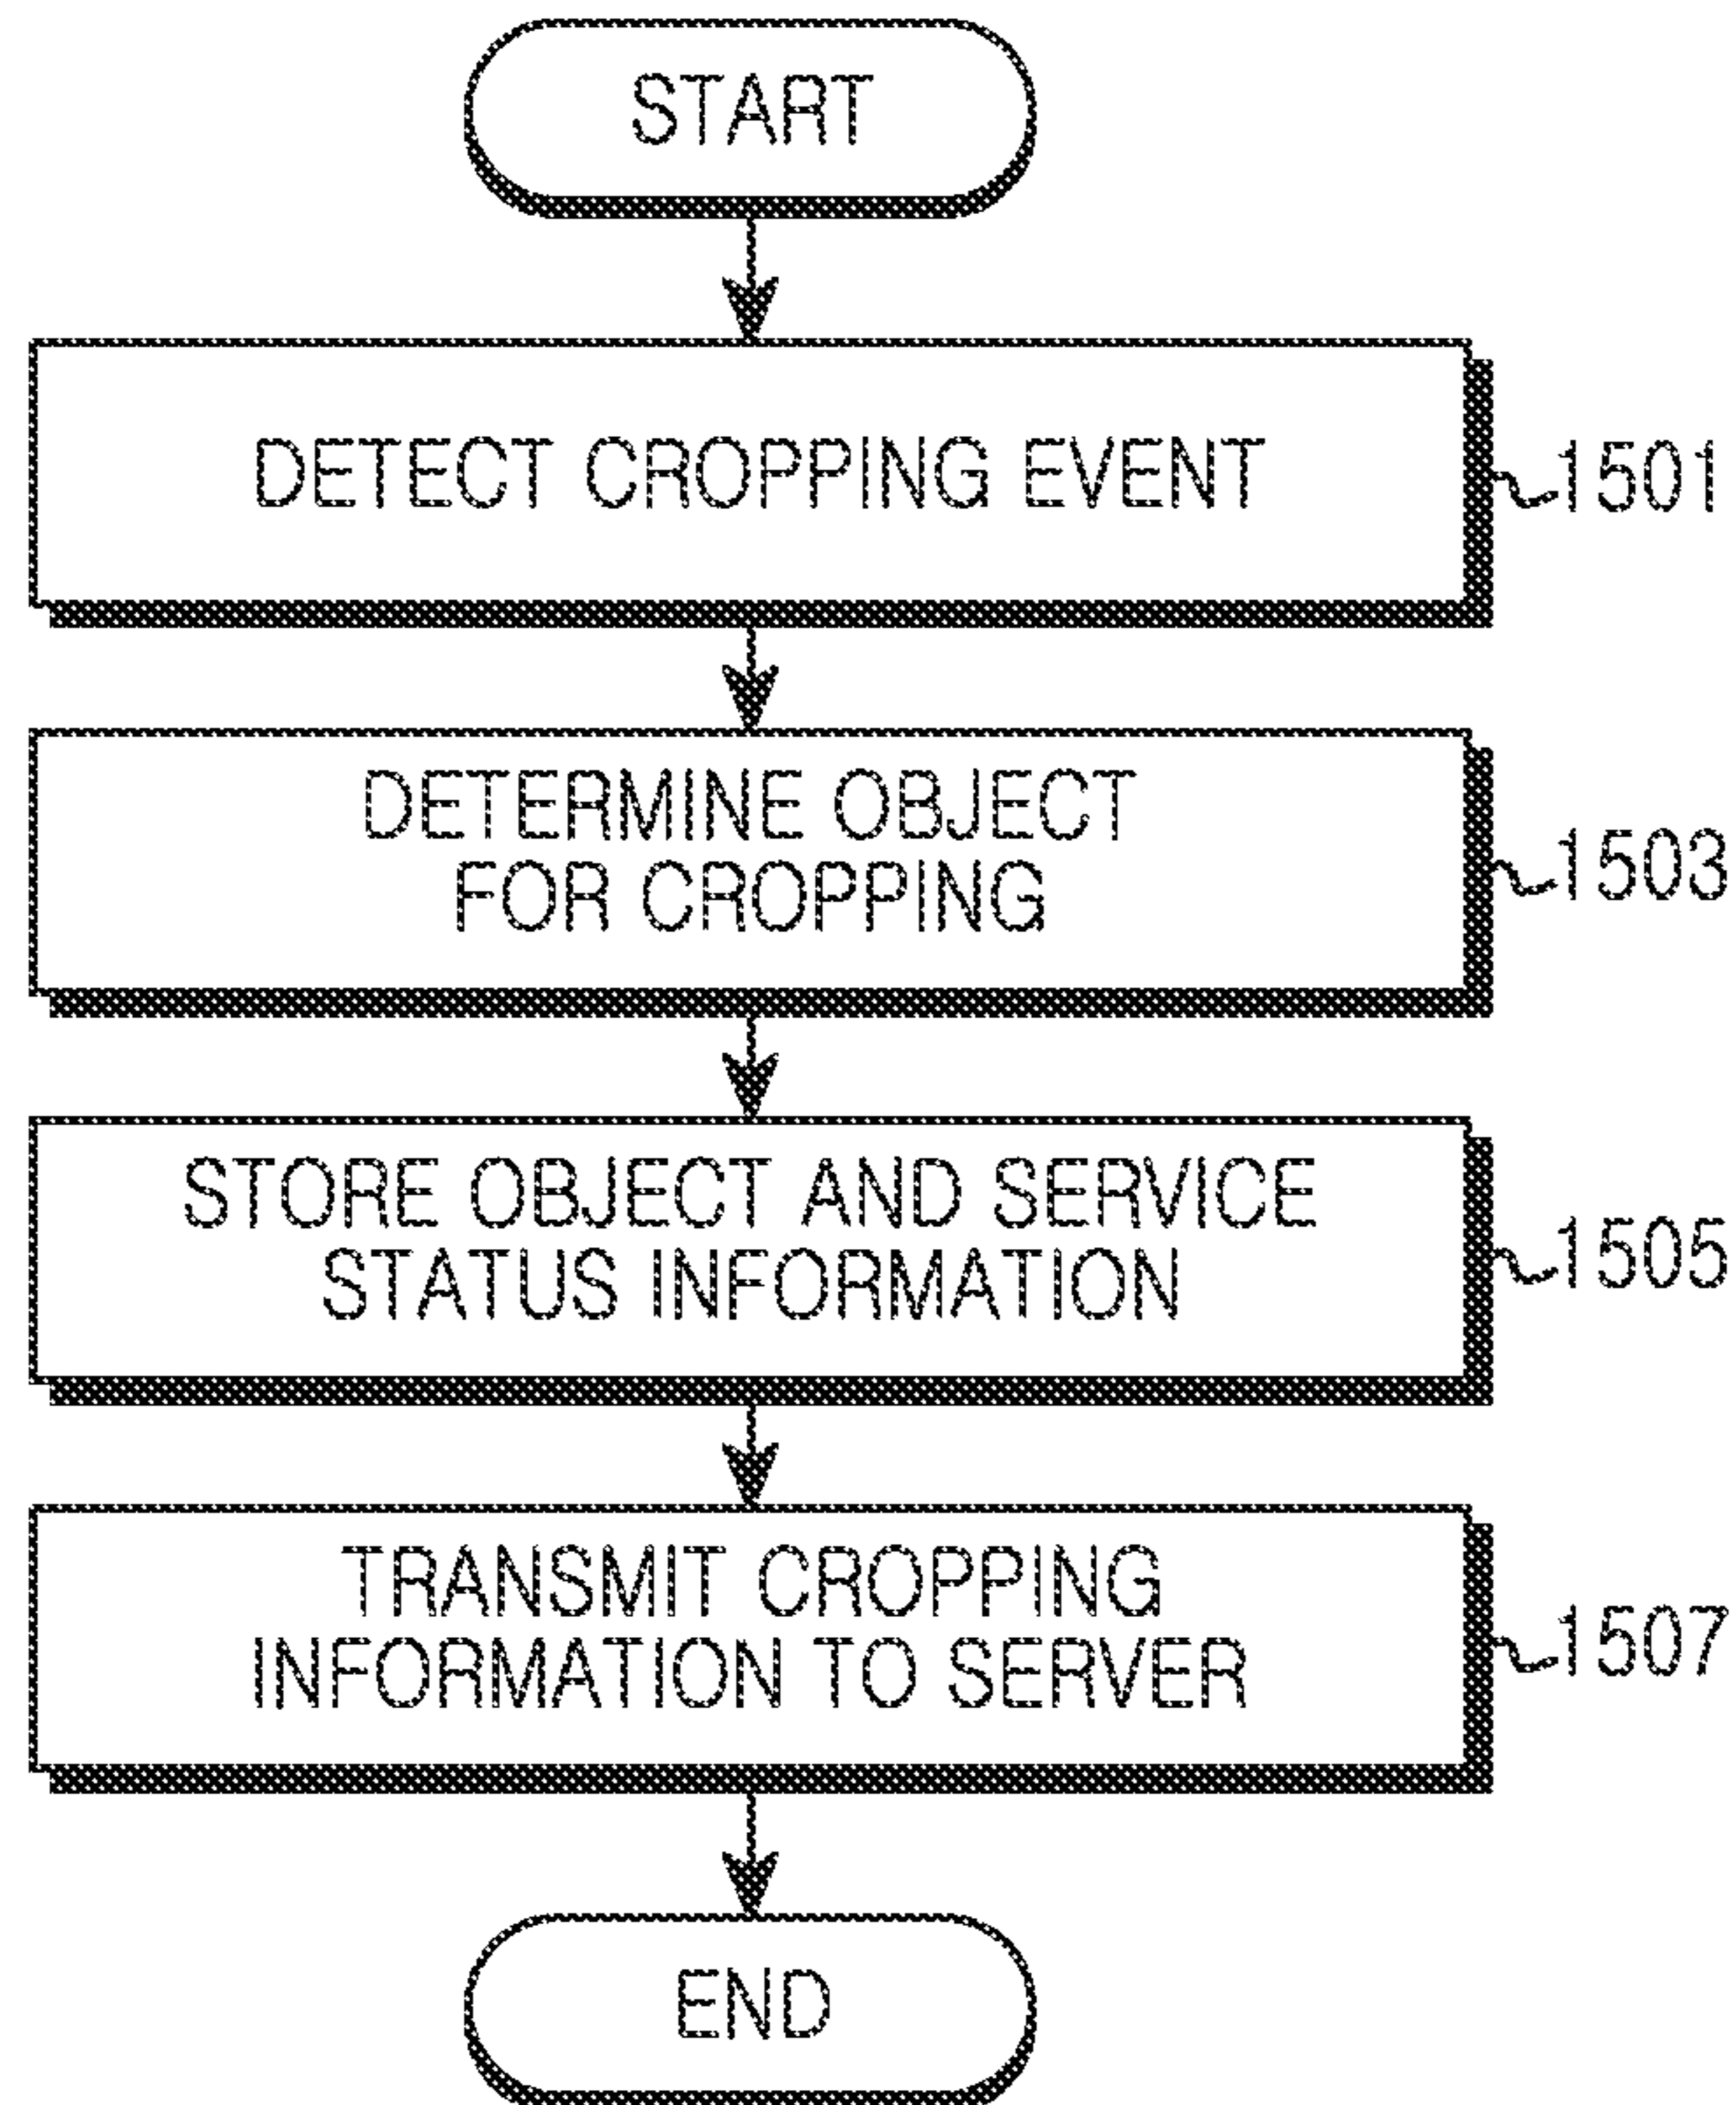 START
DETECT CROPPING EVENT
1501
DETERMINE OBJECT
FOR CROPPING
1503
STORE OBJECT AND SERVICE
STATUS INFORMATION
1505
TRANSMIT CROPPING
INFORMATION TO SERVER
1507
END